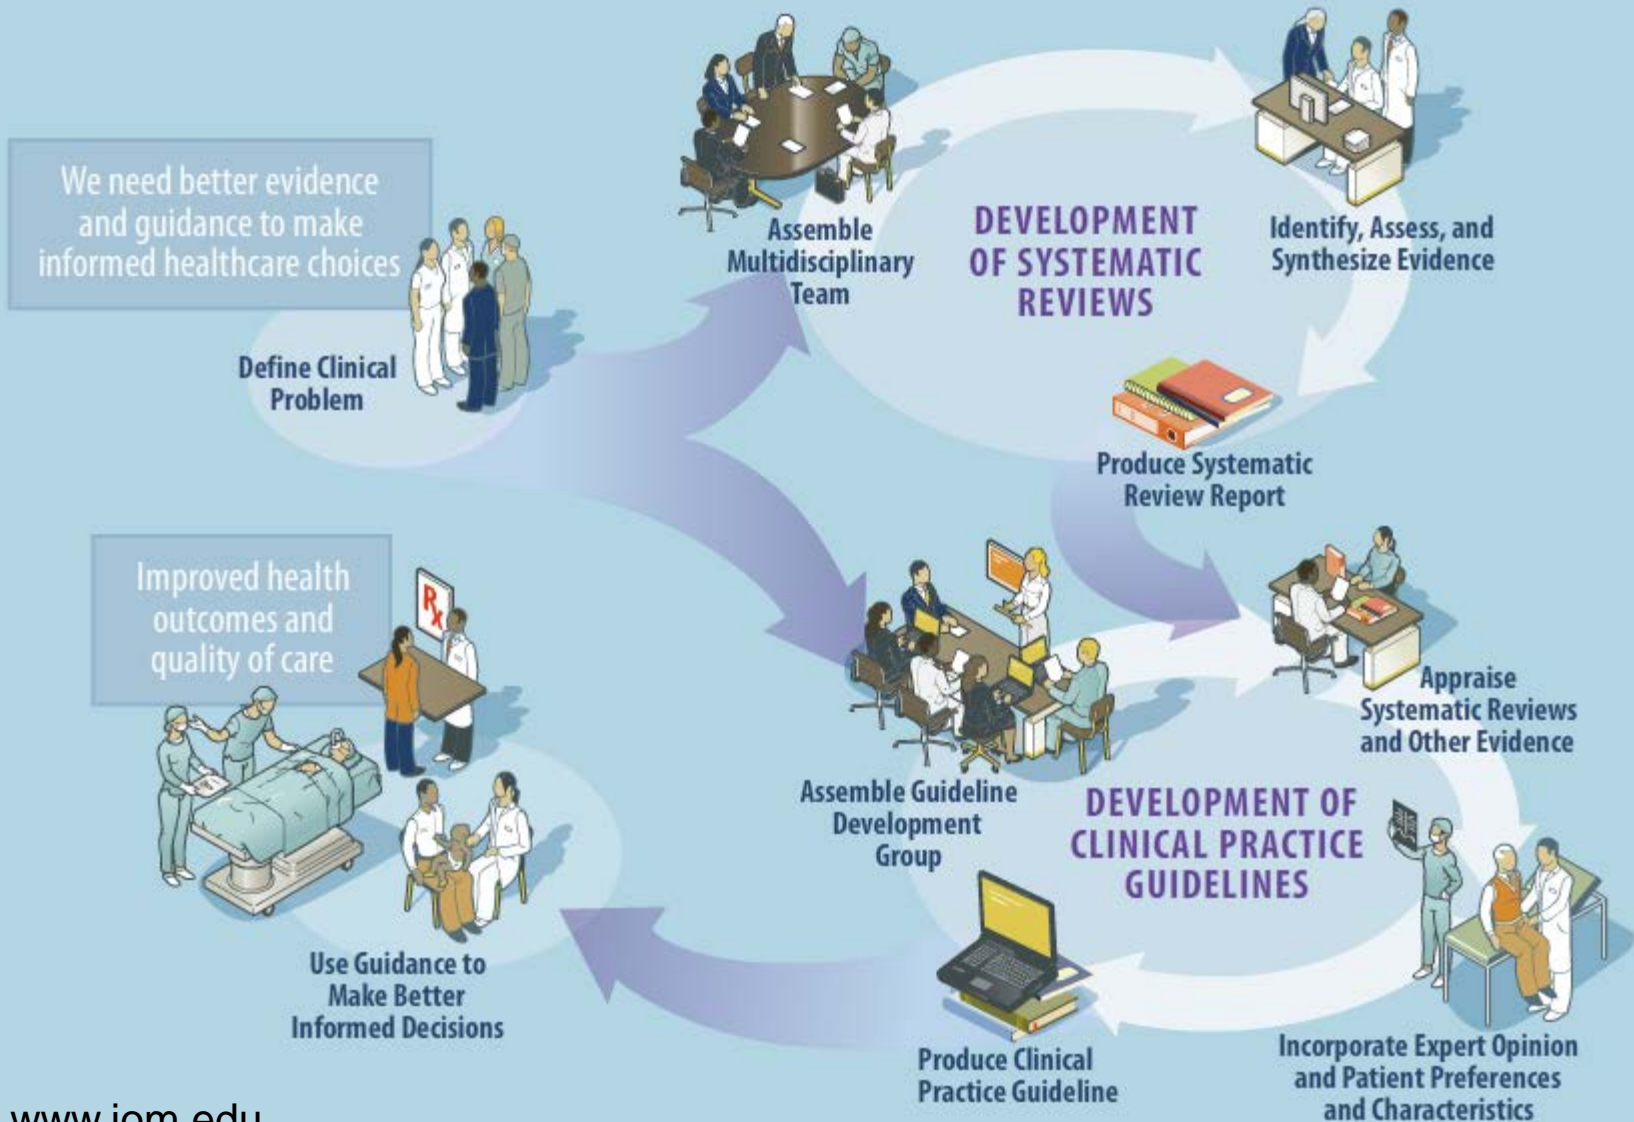 We need better evidence
and guidance to make
informed healthcare choices
Define Clinical
Problem
Assemble
Multidisciplinary
Team
DEVELOPMENT
OF SYSTEMATIC
REVIEWS
Identify, Assess, and
Synthesize Evidence
Produce Systematic
Review Report
Assemble Guideline
Development
Group
DEVELOPMENT OF
CLINICAL PRACTICE
GUIDELINES
Appraise
Systematic Reviews
and Other Evidence
Incorporate Expert Opinion
and Patient Preferences
and Characteristics
Produce Clinical
Practice Guideline
Improved health
outcomes and
quality of care
Rx
Use Guidance to
Make Better
Informed Decisions
www.iom.edu